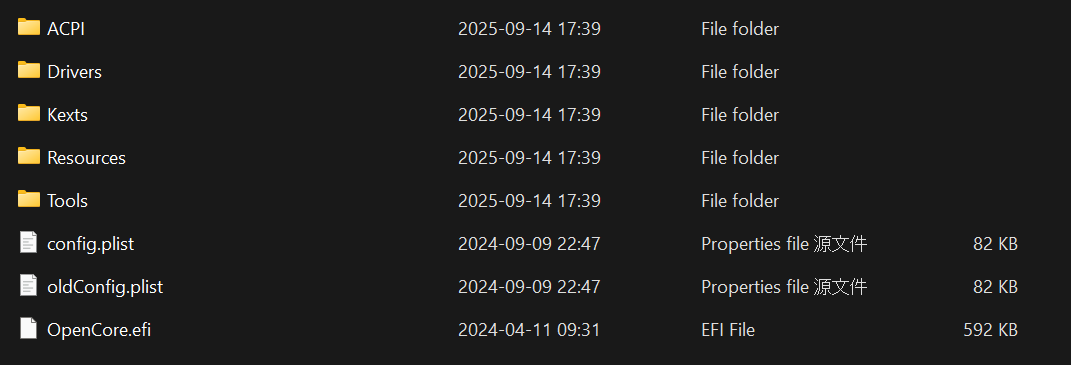 ACPI 2025-09-14 17:39 File folder
Drivers 2025-09-14 17:39 File folder
Kexts 2025-09-14 17:39 File folder
Resources 2025-09-14 17:39 File folder
Tools 2025-09-14 17:39 File folder
config.plist 2024-09-09 22:47 Properties file 源文件 82 KB
oldConfig.plist 2024-09-09 22:47 Properties file 源文件 82 KB
OpenCore.efi 2024-04-11 09:31 EFI File 592 KB